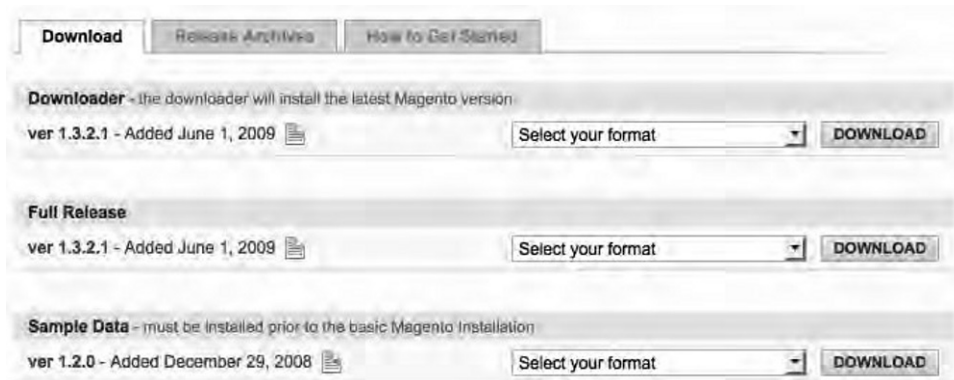 Download Release Archives How to Get Started
Downloader - the downloader will install the latest Magento version
ver 1.3.2.1 - Added June 1, 2009 Select your format DOWNLOAD
Full Release
ver 1.3.2.1 - Added June 1, 2009 Select your format DOWNLOAD
Sample Data - must be installed prior to the basic Magento Installation
ver 1.2.0 - Added December 29, 2008 Select your format DOWNLOAD